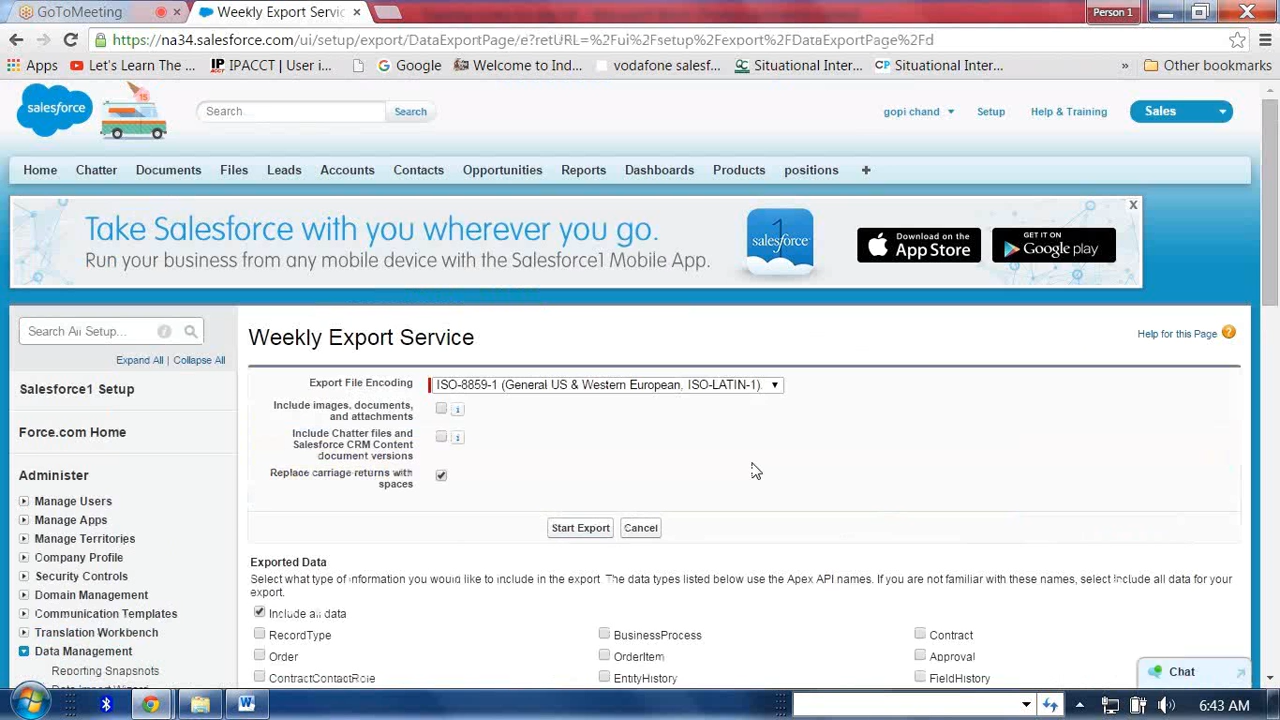 GoToMeeting
Weekly Export Servic
Person 1
https://na34.salesforce.com/ui/setup/export/DataExportPage/e?retURL=%2Fui%2Fsetup%2Fexport%2FDataExportPage%2Fd
Apps Let's Learn The ... IPACCT | User i... Google Welcome to Ind... vodafone salesf... Situational Inter... Situational Inter... » Other bookmarks
salesforce
15
Search...
Search
gopi chand
Setup
Help & Training
Sales
Home Chatter Documents Files Leads Accounts Contacts Opportunities Reports Dashboards Products positions +
Take Salesforce with you wherever you go.
Run your business from any mobile device with the Salesforce1 Mobile App.
1
salesforce
Download on the
App Store
GET IT ON
Google play
X
Search All Setup...
Expand All | Collapse All
Salesforce1 Setup
Force.com Home
Administer
Manage Users
Manage Apps
Manage Territories
Company Profile
Security Controls
Domain Management
Communication Templates
Translation Workbench
Data Management
Reporting Snapshots
Data Import Wizard
Weekly Export Service
Help for this Page
Export File Encoding ISO-8859-1 (General US & Western European, ISO-LATIN-1)
Include images, documents,
and attachments
Include Chatter files and
Salesforce CRM Content
document versions
Replace carriage returns with
spaces
Start Export Cancel
Exported Data
Select what type of information you would like to include in the export. The data types listed below use the Apex API names. If you are not familiar with these names, select Include all data for your
export.
Include all data
RecordType BusinessProcess Contract
Order OrderItem Approval
ContractContactRole EntityHistory FieldHistory
Chat
6:43 AM